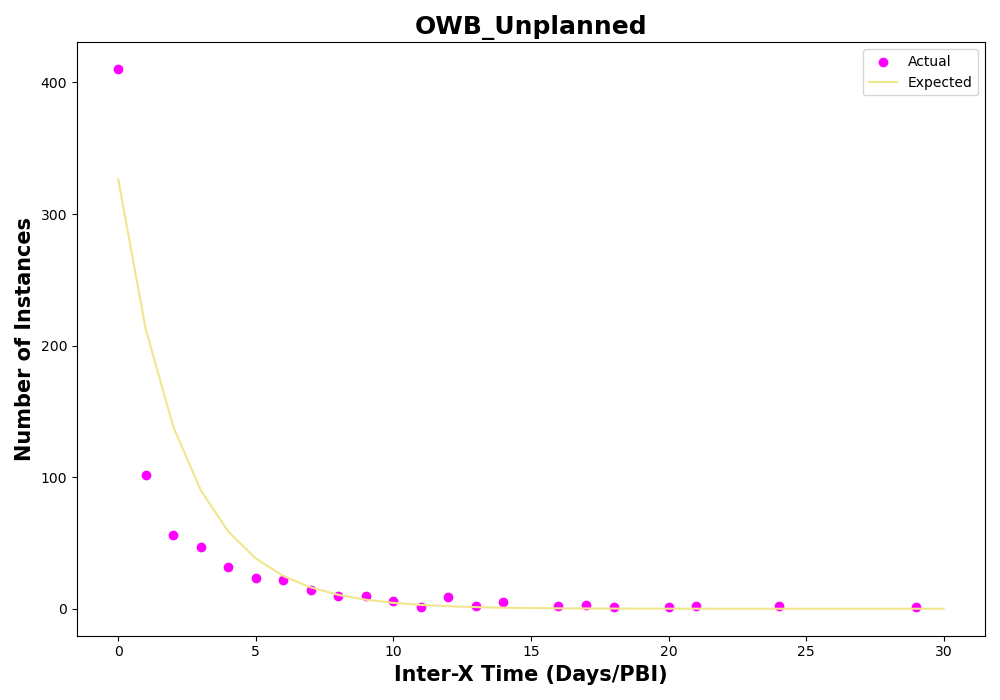 OWB_Unplanned
Actual
Expected
Number of Instances
400
300
200
100
0
0 5 10 15 20 25 30
Inter-X Time (Days/PBI)